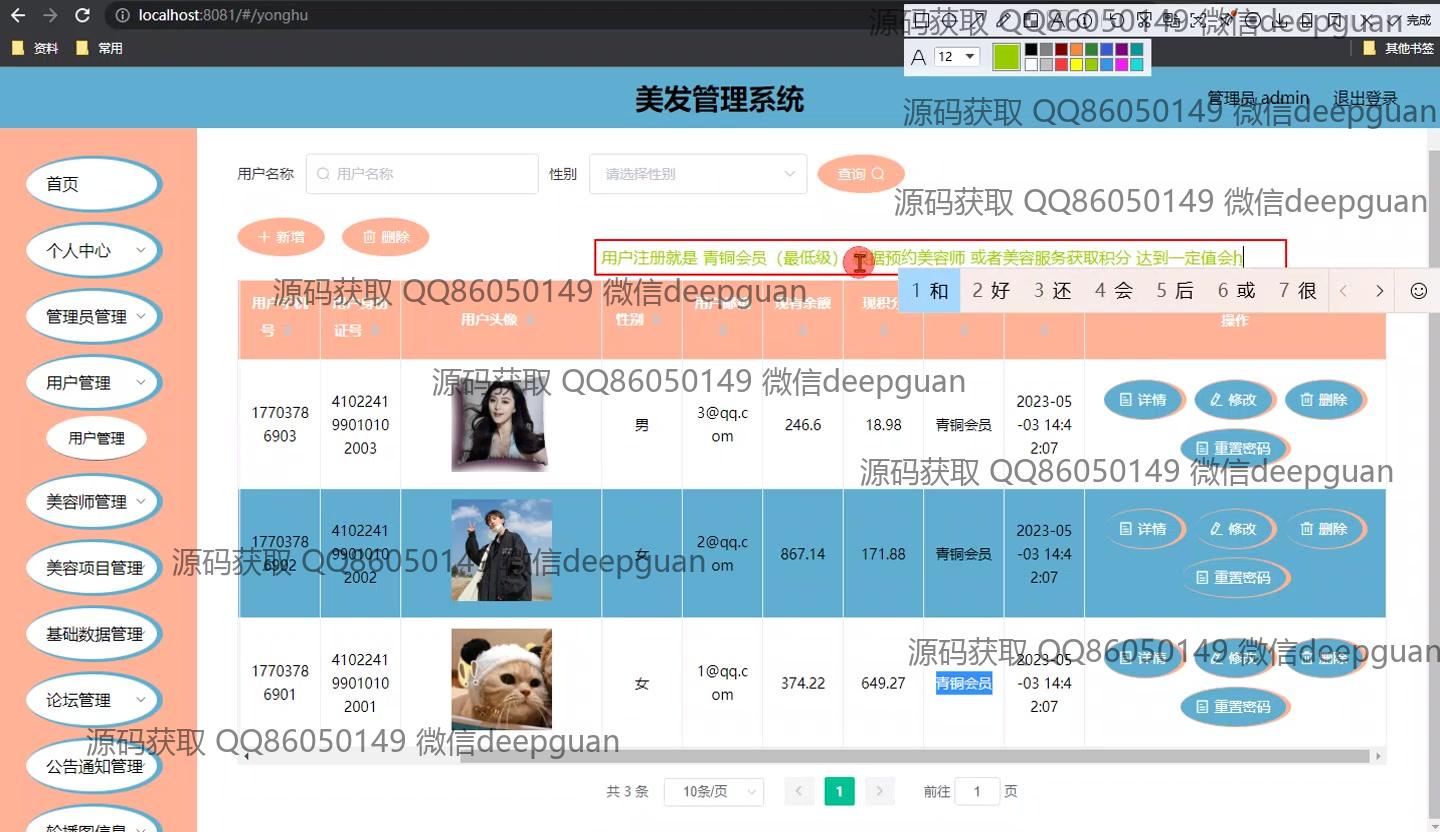 localhost:8081/#/yonghu
完成
资料 常用
其他书签
A 12
美发管理系统
管理员 admin 退出登录
首页
个人中心
管理员管理
用户管理
用户管理
美容师管理
美容项目管理
基础数据管理
论坛管理
公告通知管理
轮播图信息
用户名称 用户名称 性别 请选择性别 查询
+ 新增 删除
用户注册就是 青铜会员（最低级）
据预约美容师 或者美容服务获取积分 达到一定值会h
1 和 2 好 3 还 4 会 5 后 6 或 7 很
用户手机号 用户身份证号 用户头像 性别 用户邮箱 现有余额 现积分 操作
17703786903 410224199010102003 男 3@qq.com 246.6 18.98 青铜会员 2023-05-03 14:42:07 详情 修改 删除 重置密码
17703786902 410224199010102002 女 2@qq.com 867.14 171.88 青铜会员 2023-05-03 14:42:07 详情 修改 删除 重置密码
17703786901 410224199010102001 女 1@qq.com 374.22 649.27 青铜会员 2023-05-03 14:42:07 详情 修改 删除 重置密码
共 3 条 10条/页 1 前往 1 页
源码获取 QQ86050149 微信deepguan
源码获取 QQ86050149 微信deepguan
源码获取 QQ86050149 微信deepguan
源码获取 QQ86050149 微信deepguan
源码获取 QQ86050149 微信deepguan
源码获取 QQ86050149 微信deepguan
源码获取 QQ86050149 微信deepguan
源码获取 QQ86050149 微信deepguan
源码获取 QQ86050149 微信deepguan